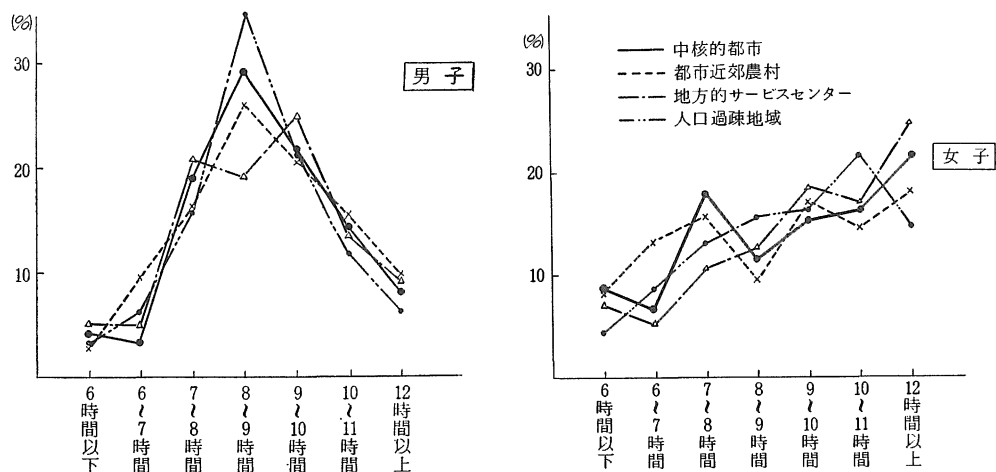 (%)
30
20
10
男子
6時間以下
6~7時間
7~8時間
8~9時間
9~10時間
10~11時間
12時間以上
(%)
30
20
10
中核的都市
都市近郊農村
地方的サービスセンター
人口過疎地域
女子
6時間以下
6~7時間
7~8時間
8~9時間
9~10時間
10~11時間
12時間以上